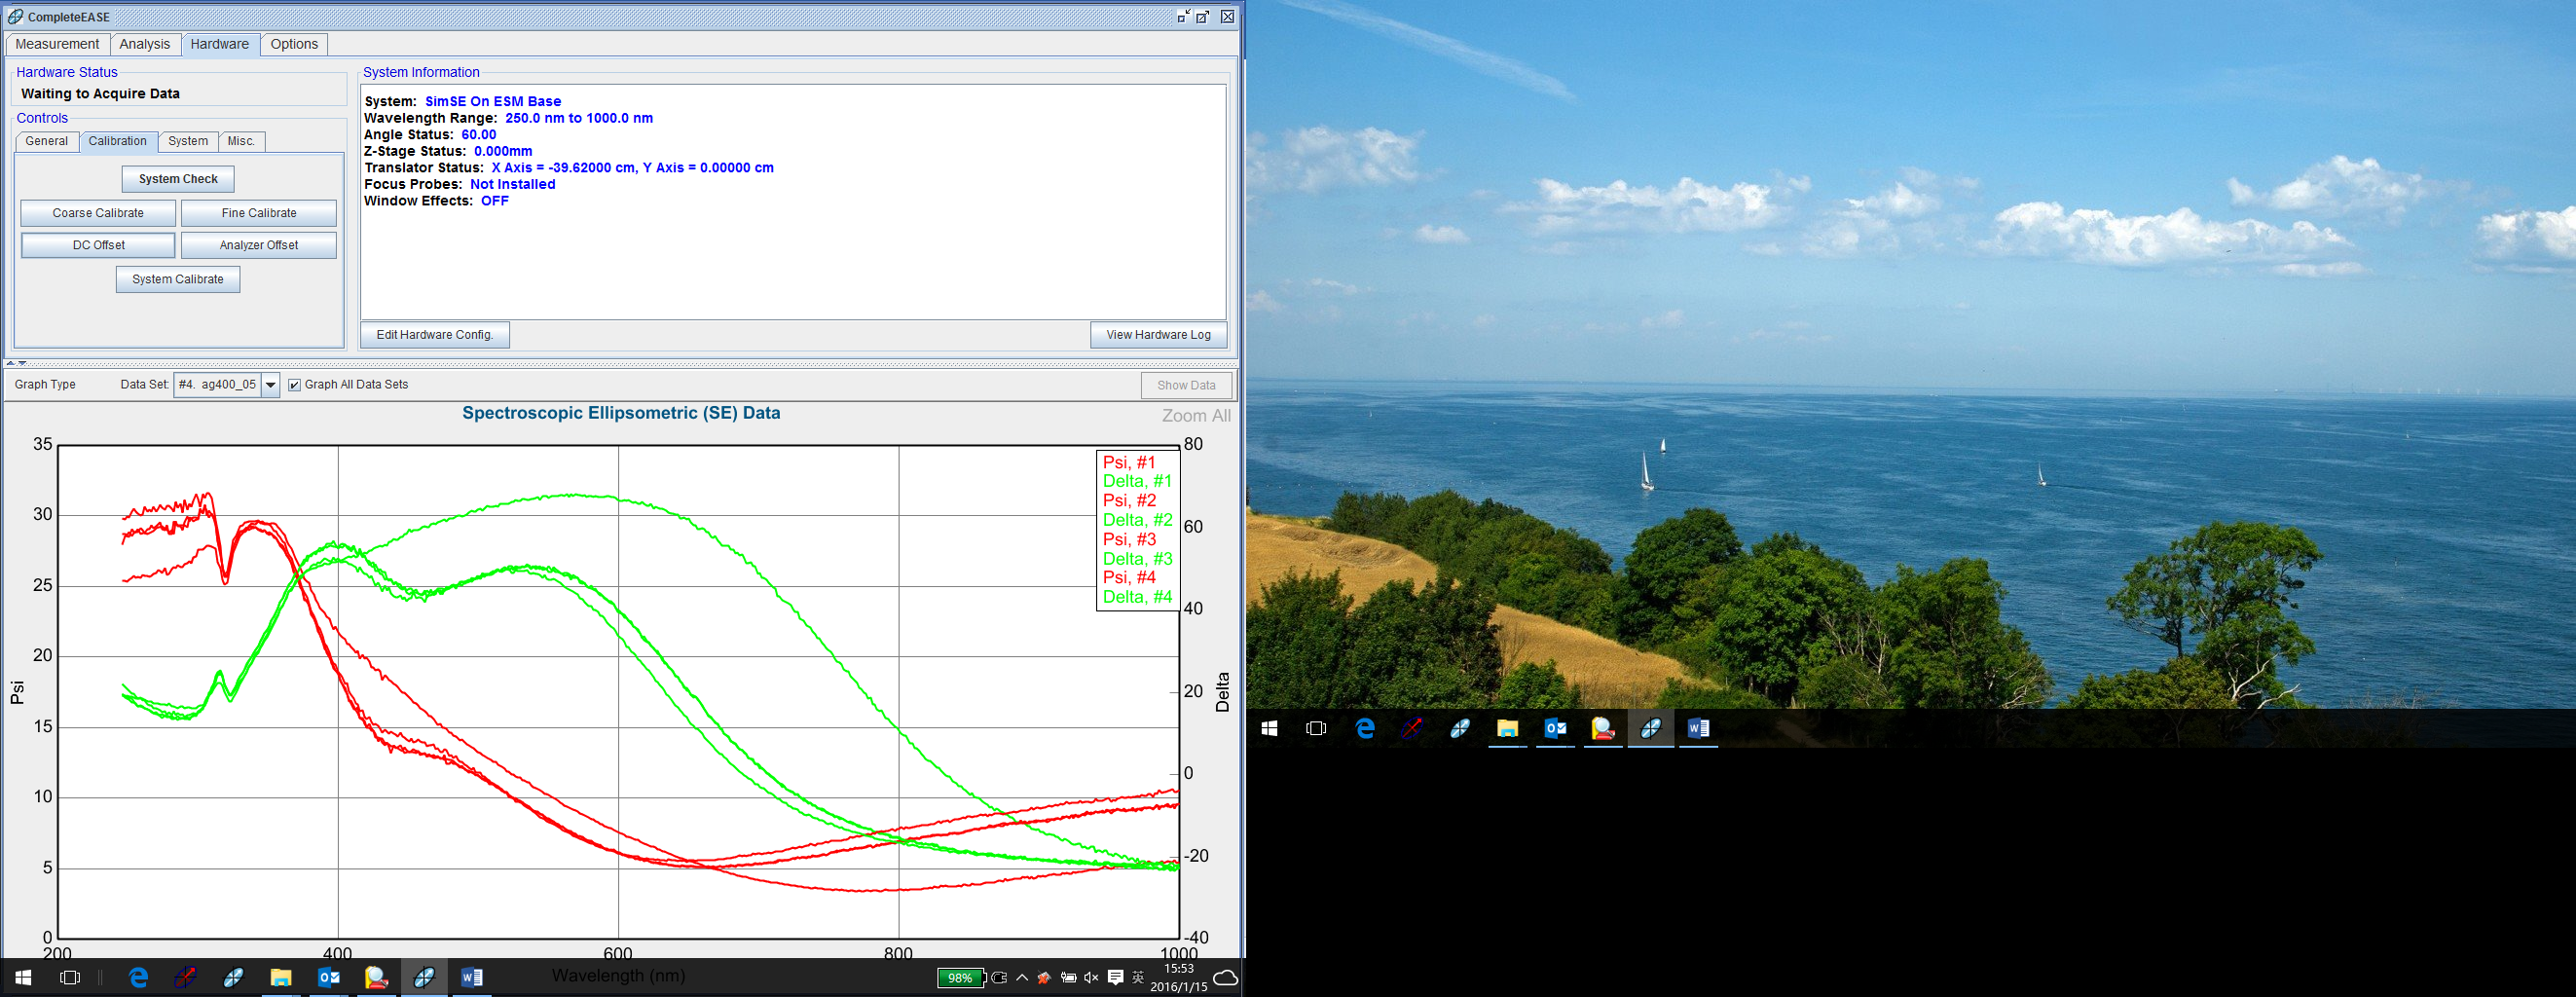 CompleteEASE
Measurement Analysis Hardware Options
Hardware Status
Waiting to Acquire Data
Controls
General Calibration System Misc.
System Check
Coarse Calibrate Fine Calibrate
DC Offset Analyzer Offset
System Calibrate
System Information
System: SimSE On ESM Base
Wavelength Range: 250.0 nm to 1000.0 nm
Angle Status: 60.00
Z-Stage Status: 0.000mm
Translator Status: X Axis = -39.62000 cm, Y Axis = 0.00000 cm
Focus Probes: Not Installed
Window Effects: OFF
Edit Hardware Config. View Hardware Log
Graph Type Data Set: #4. ag400_05 Graph All Data Sets Show Data
Spectroscopic Ellipsometric (SE) Data
Zoom All
35
30
25
20
15
10
5
0
Psi
80
60
40
20
0
-20
-40
Delta
Psi, #1
Delta, #1
Psi, #2
Delta, #2
Psi, #3
Delta, #3
Psi, #4
Delta, #4
200 400 600 800 1000
Wavelength (nm)
98%
英
15:53
2016/1/15